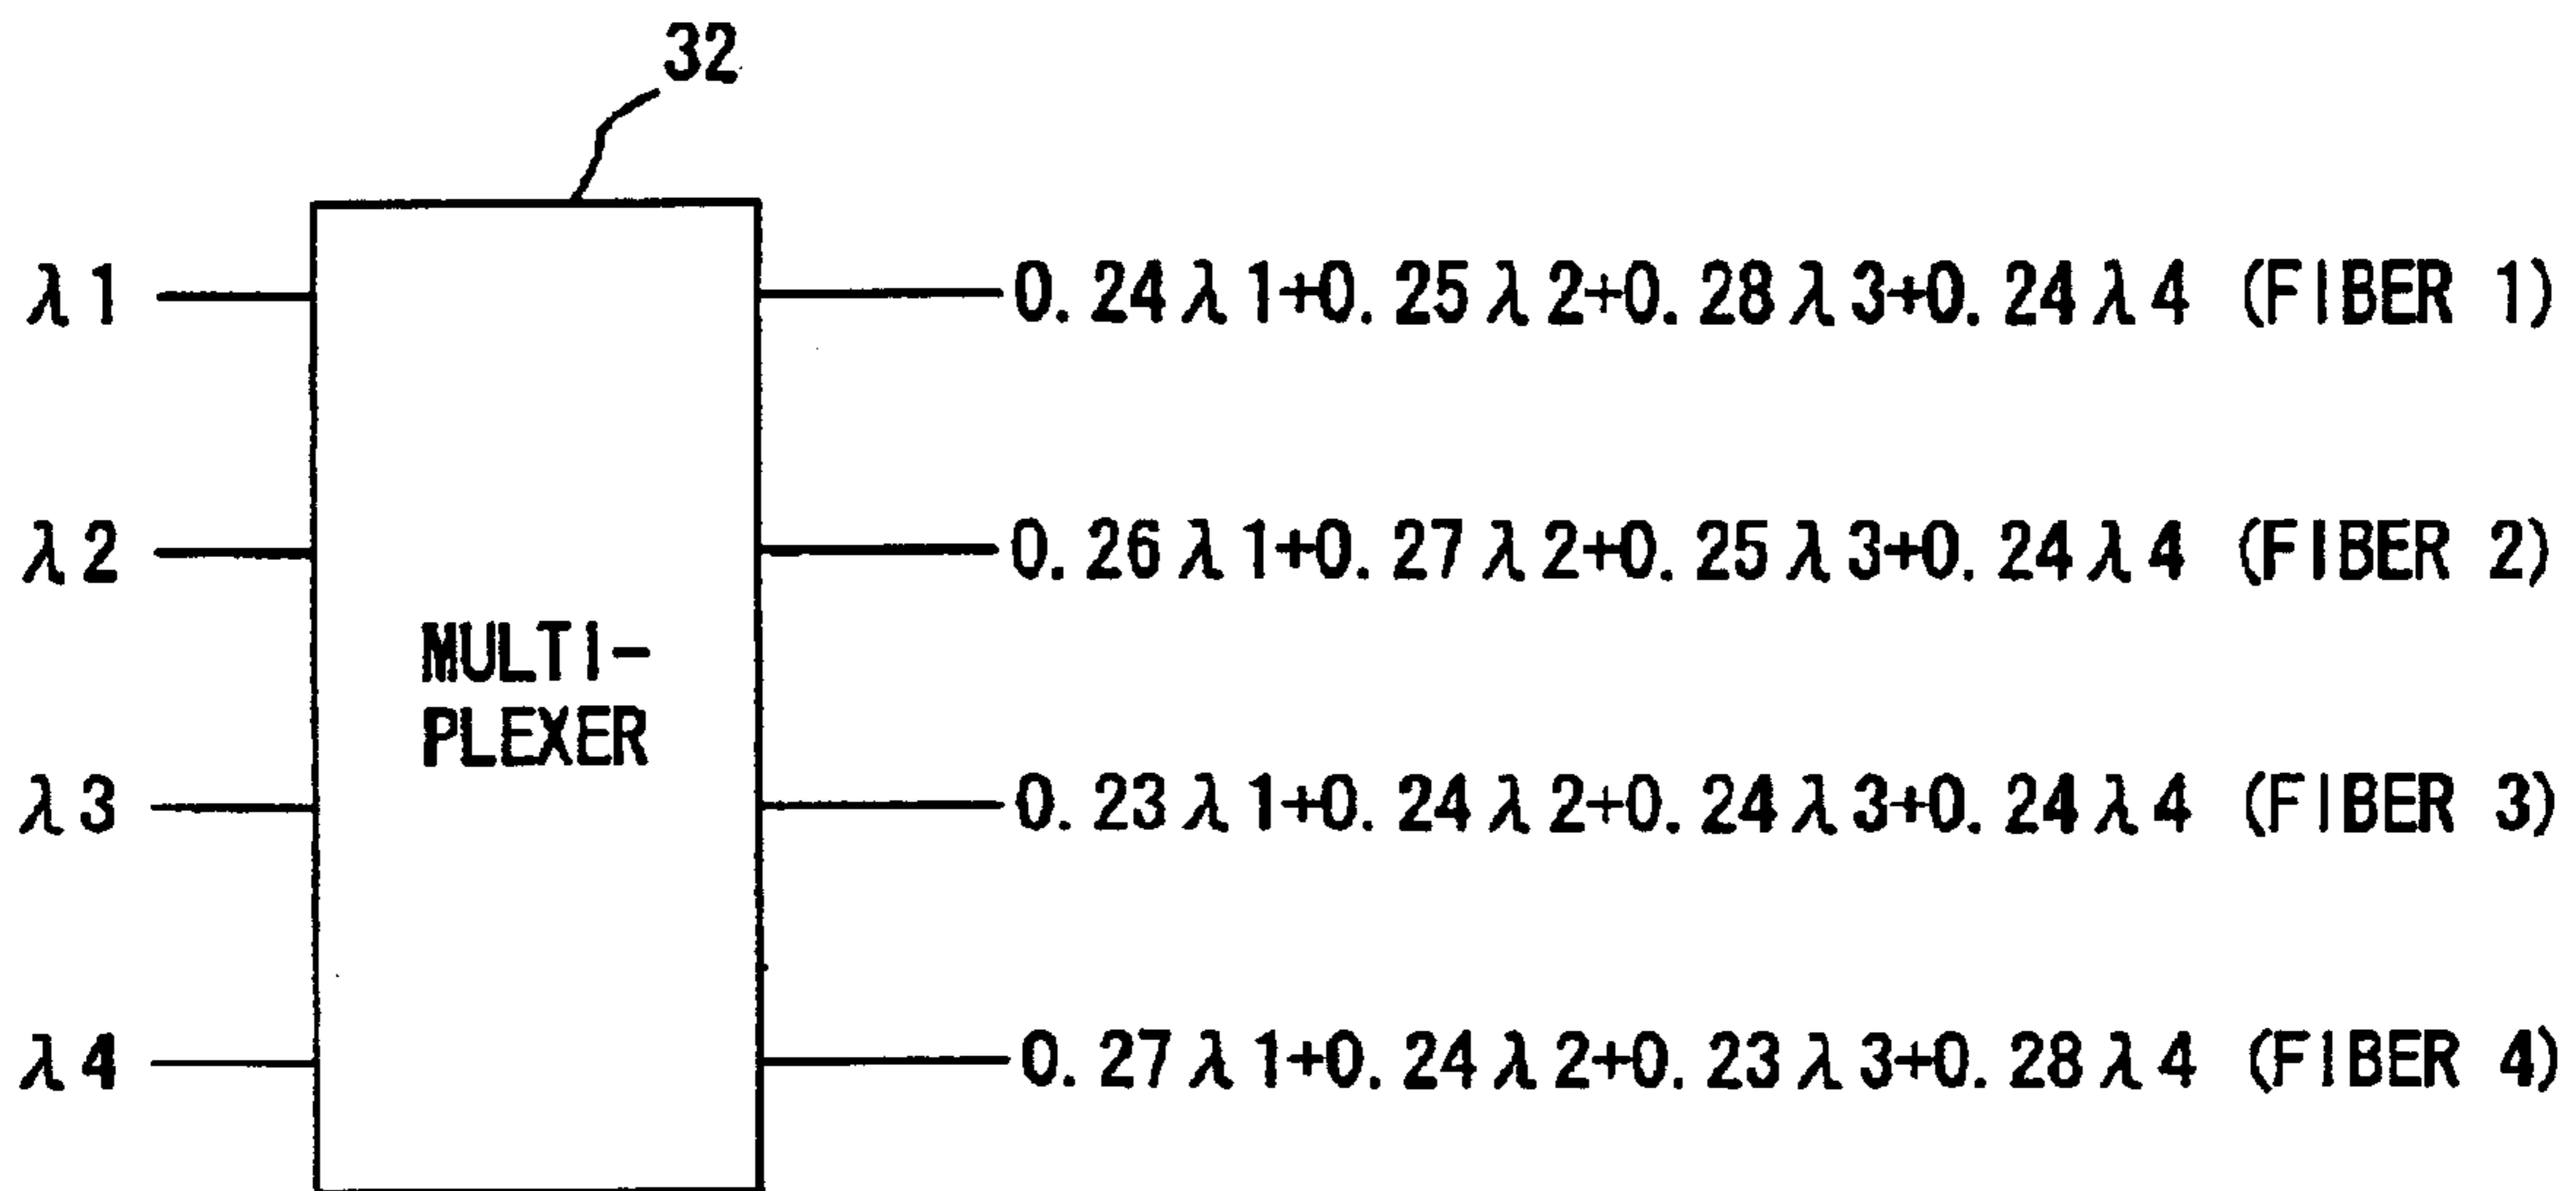 32
λ1
0.24λ1+0.25λ2+0.28λ3+0.24λ4 (FIBER 1)
λ2
0.26λ1+0.27λ2+0.25λ3+0.24λ4 (FIBER 2)
MULTI-
PLEXER
λ3
0.23λ1+0.24λ2+0.24λ3+0.24λ4 (FIBER 3)
λ4
0.27λ1+0.24λ2+0.23λ3+0.28λ4 (FIBER 4)